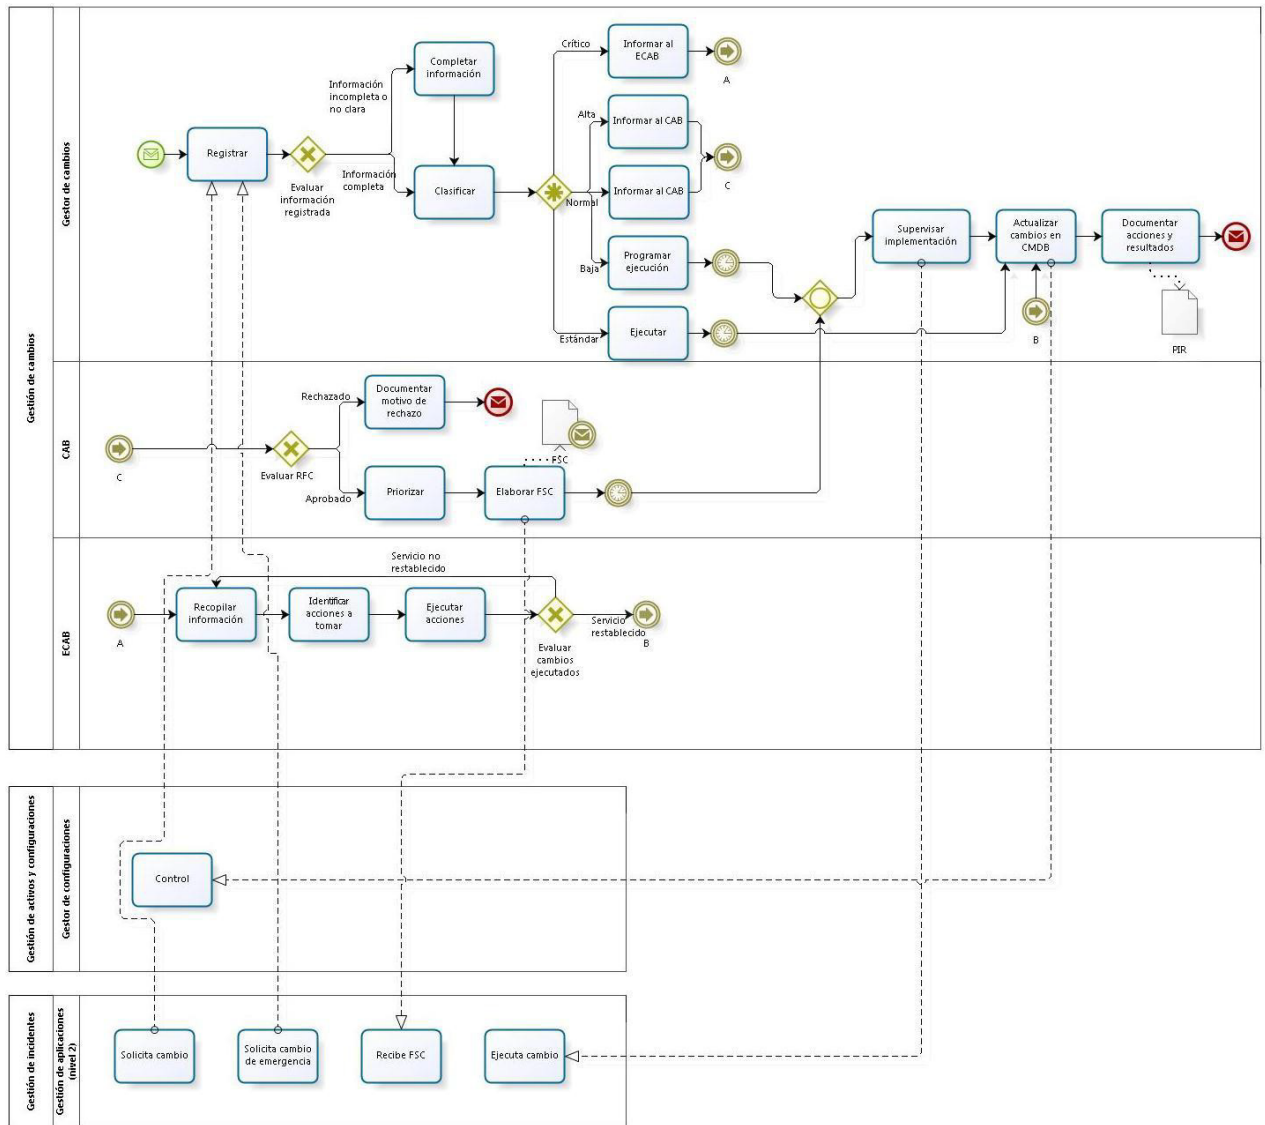 Gestión de cambios
Gestor de cambios
Registrar
Evaluar
información
registrada
Información
incompleta o
no clara
Información
completa
Completar
información
Clasificar
Crítico
Alta
Normal
Baja
Estándar
Informar al
ECAB
A
Informar al CAB
Informar al CAB
C
Programar
ejecución
Ejecutar
Supervisar
implementación
Actualizar
cambios en
CMDB
B
Documentar
acciones y
resultados
PIR
CAB
C
Evaluar RFC
Rechazado
Aprobado
Documentar
motivo de
rechazo
Priorizar
Elaborar FSC
FSC
ECAB
A
Recopilar
información
Identificar
acciones a
tomar
Ejecutar
acciones
Servicio no
restablecido
Evaluar
cambios
ejecutados
Servicio
restablecido
B
Gestión de activos y configuraciones
Gestor de configuraciones
Control
Gestión de incidentes
Gestión de aplicaciones
(nivel 2)
Solicita cambio
Solicita cambio
de emergencia
Recibe FSC
Ejecuta cambio